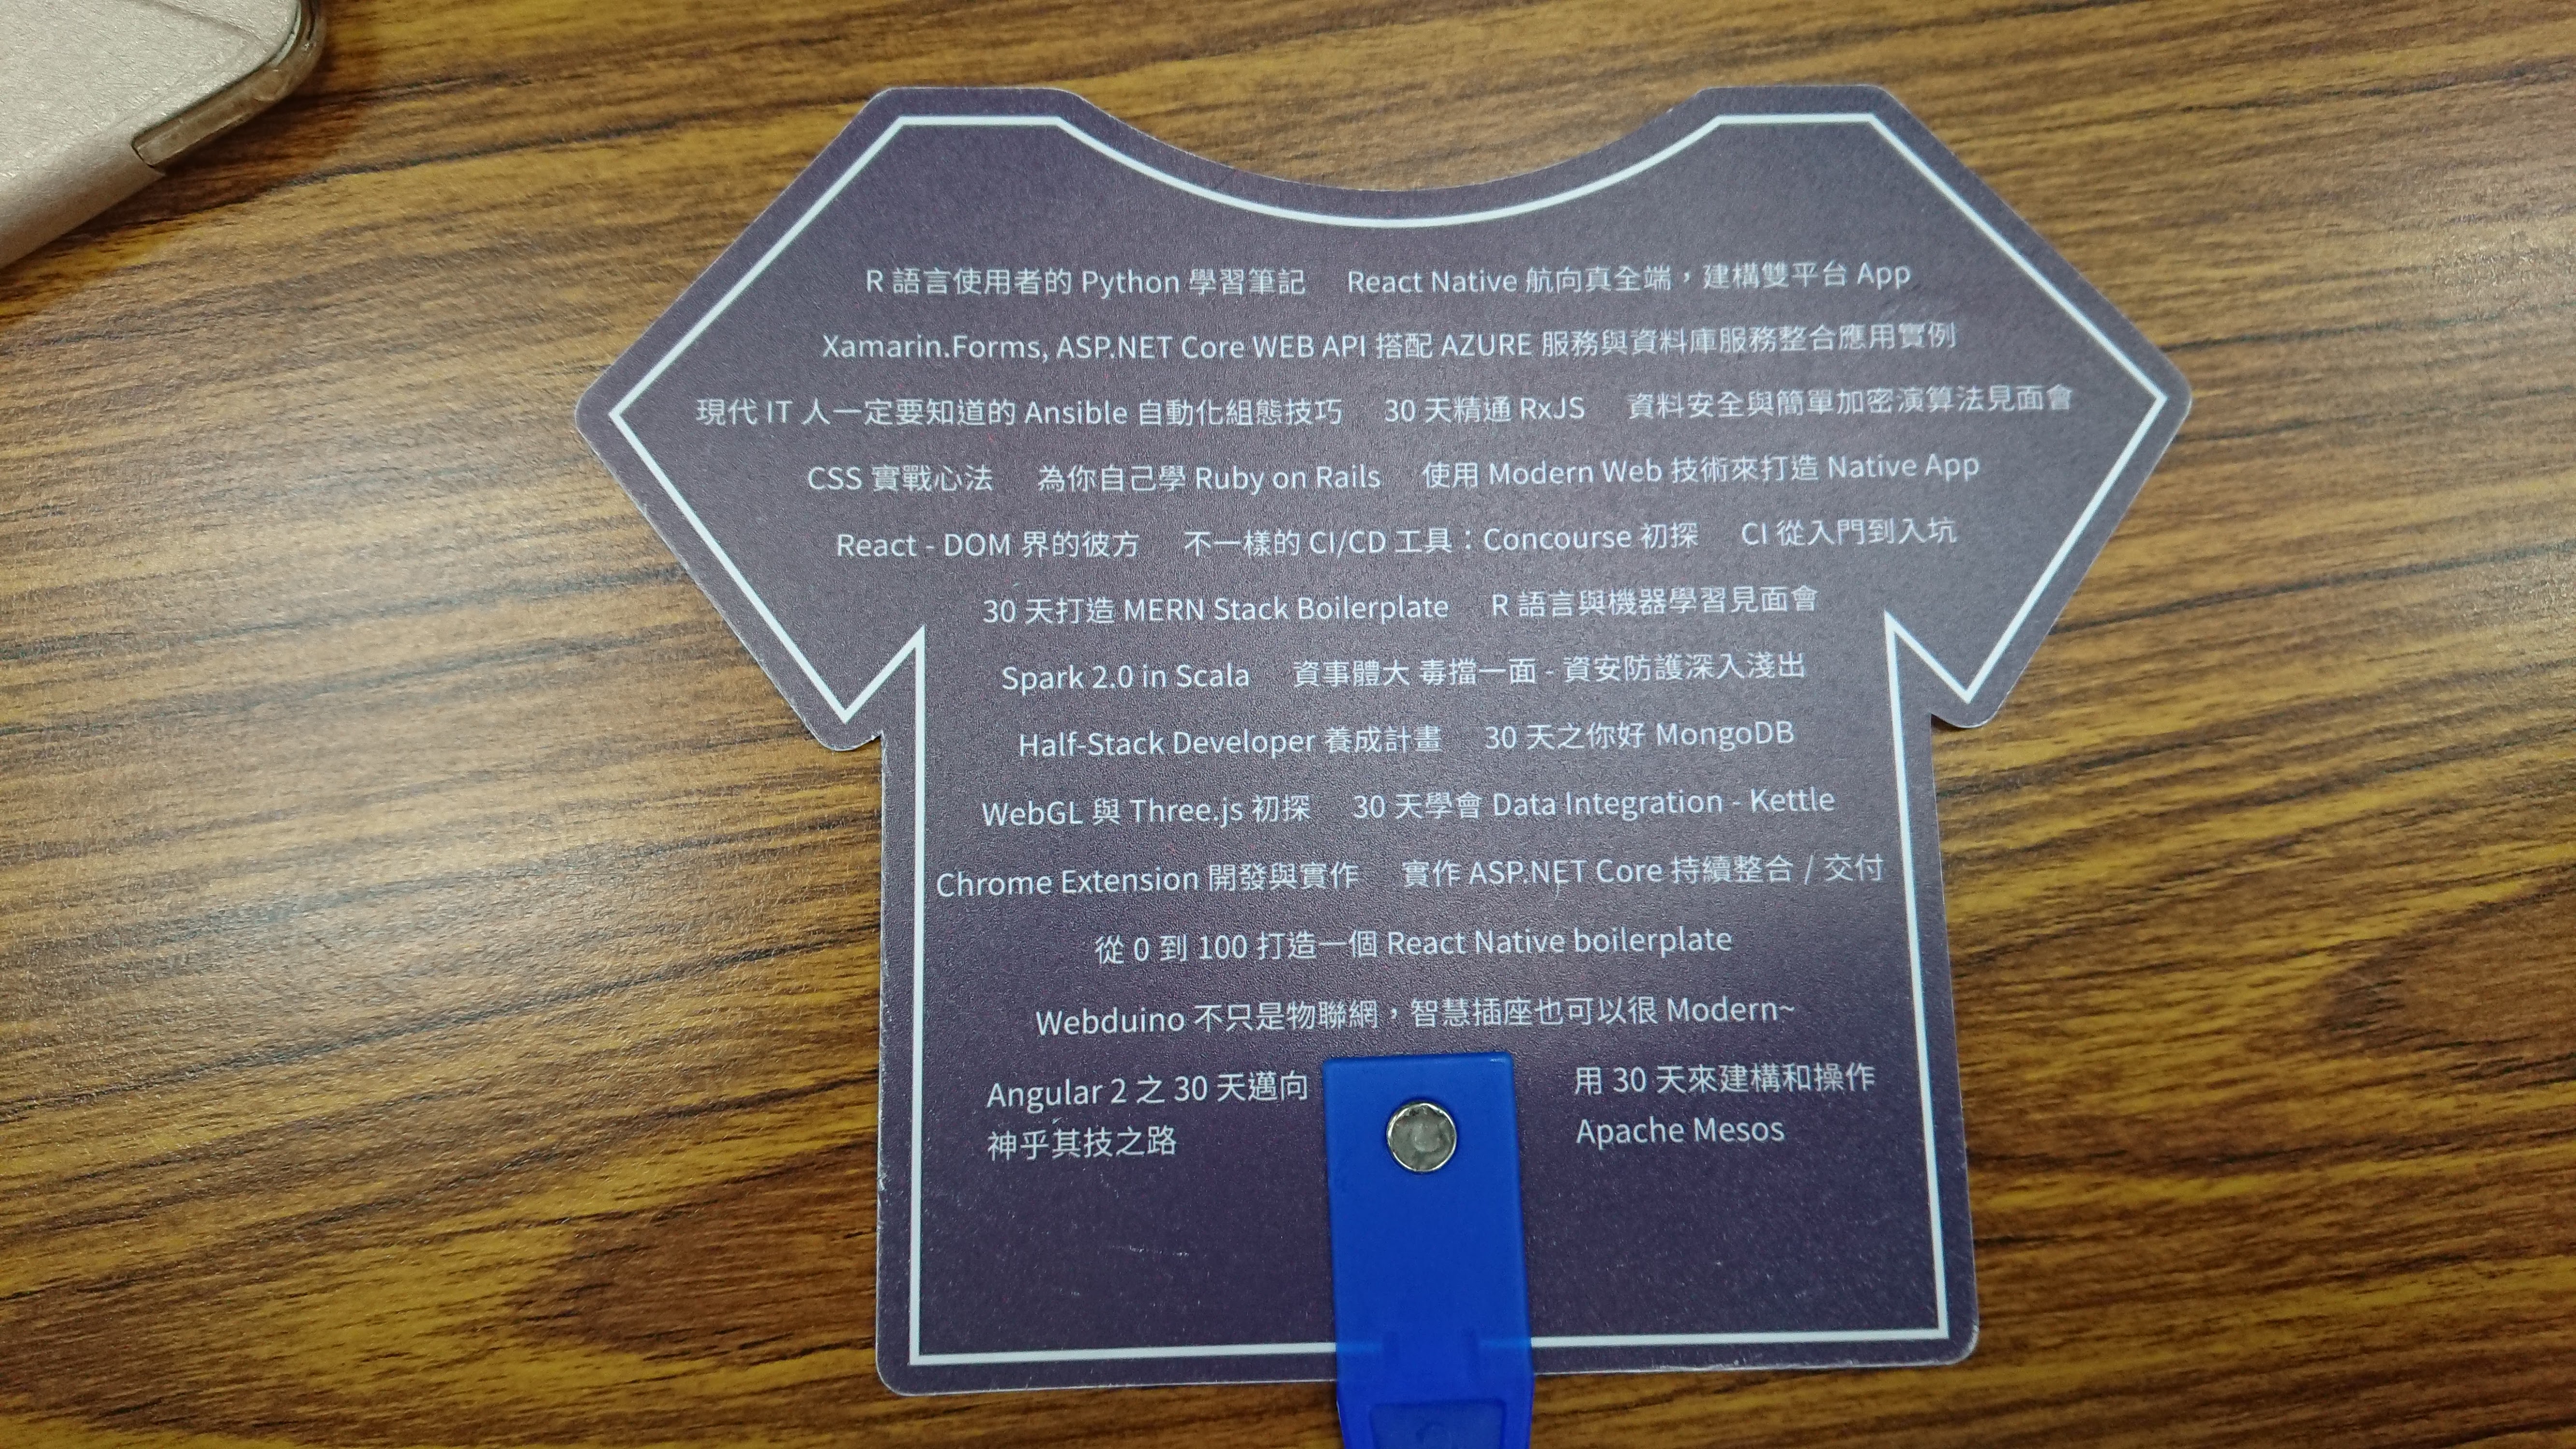 R 語言使用者的 Python 學習筆記 React Native 航向真全端，建構雙平台 App
Xamarin.Forms, ASP.NET Core WEB API 搭配 AZURE 服務與資料庫服務整合應用實例
現代 IT 人一定要知道的 Ansible 自動化組態技巧 30 天精通 RxJS 資料安全與簡單加密演算法見面會
CSS 實戰心法 為你自己學 Ruby on Rails 使用 Modern Web 技術來打造 Native App
React - DOM 界的彼方 不一樣的 CI/CD 工具：Concourse 初探 CI 從入門到入坑
30 天打造 MERN Stack Boilerplate R 語言與機器學習見面會
Spark 2.0 in Scala 資事體大 毒擋一面 - 資安防護深入淺出
Half-Stack Developer 養成計畫 30 天之你好 MongoDB
WebGL 與 Three.js 初探 30 天學會 Data Integration - Kettle
Chrome Extension 開發與實作 實作 ASP.NET Core 持續整合 / 交付
從 0 到 100 打造一個 React Native boilerplate
Webduino 不只是物聯網，智慧插座也可以很 Modern~
Angular 2 之 30 天邁向
神乎其技之路
用 30 天來建構和操作
Apache Mesos